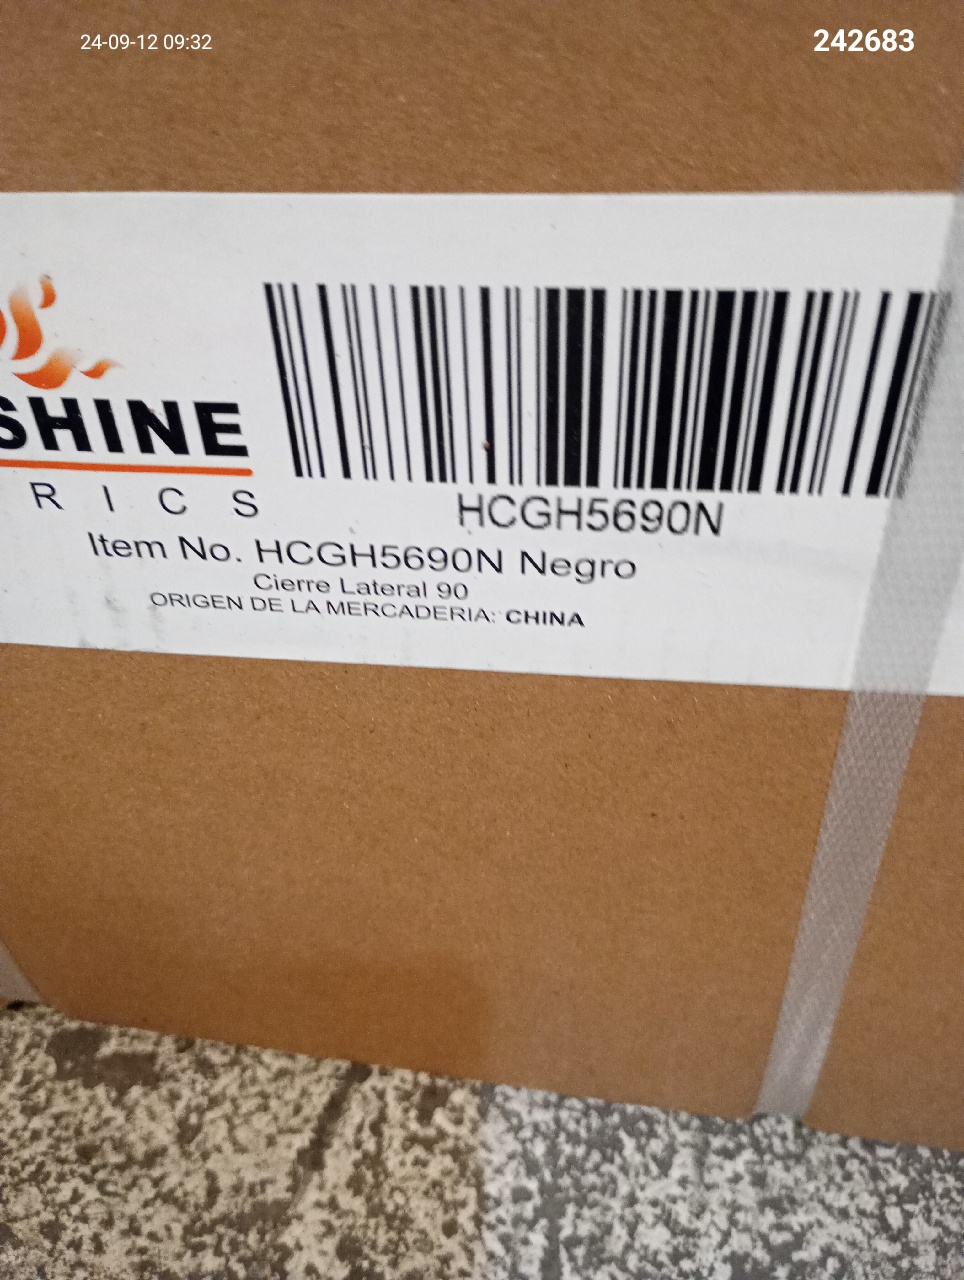 24-09-12 09:32
242683
SHINE
R I C S
HCGH5690N
Item No. HCGH5690N Negro
Cierre Lateral 90
ORIGEN DE LA MERCADERIA: CHINA